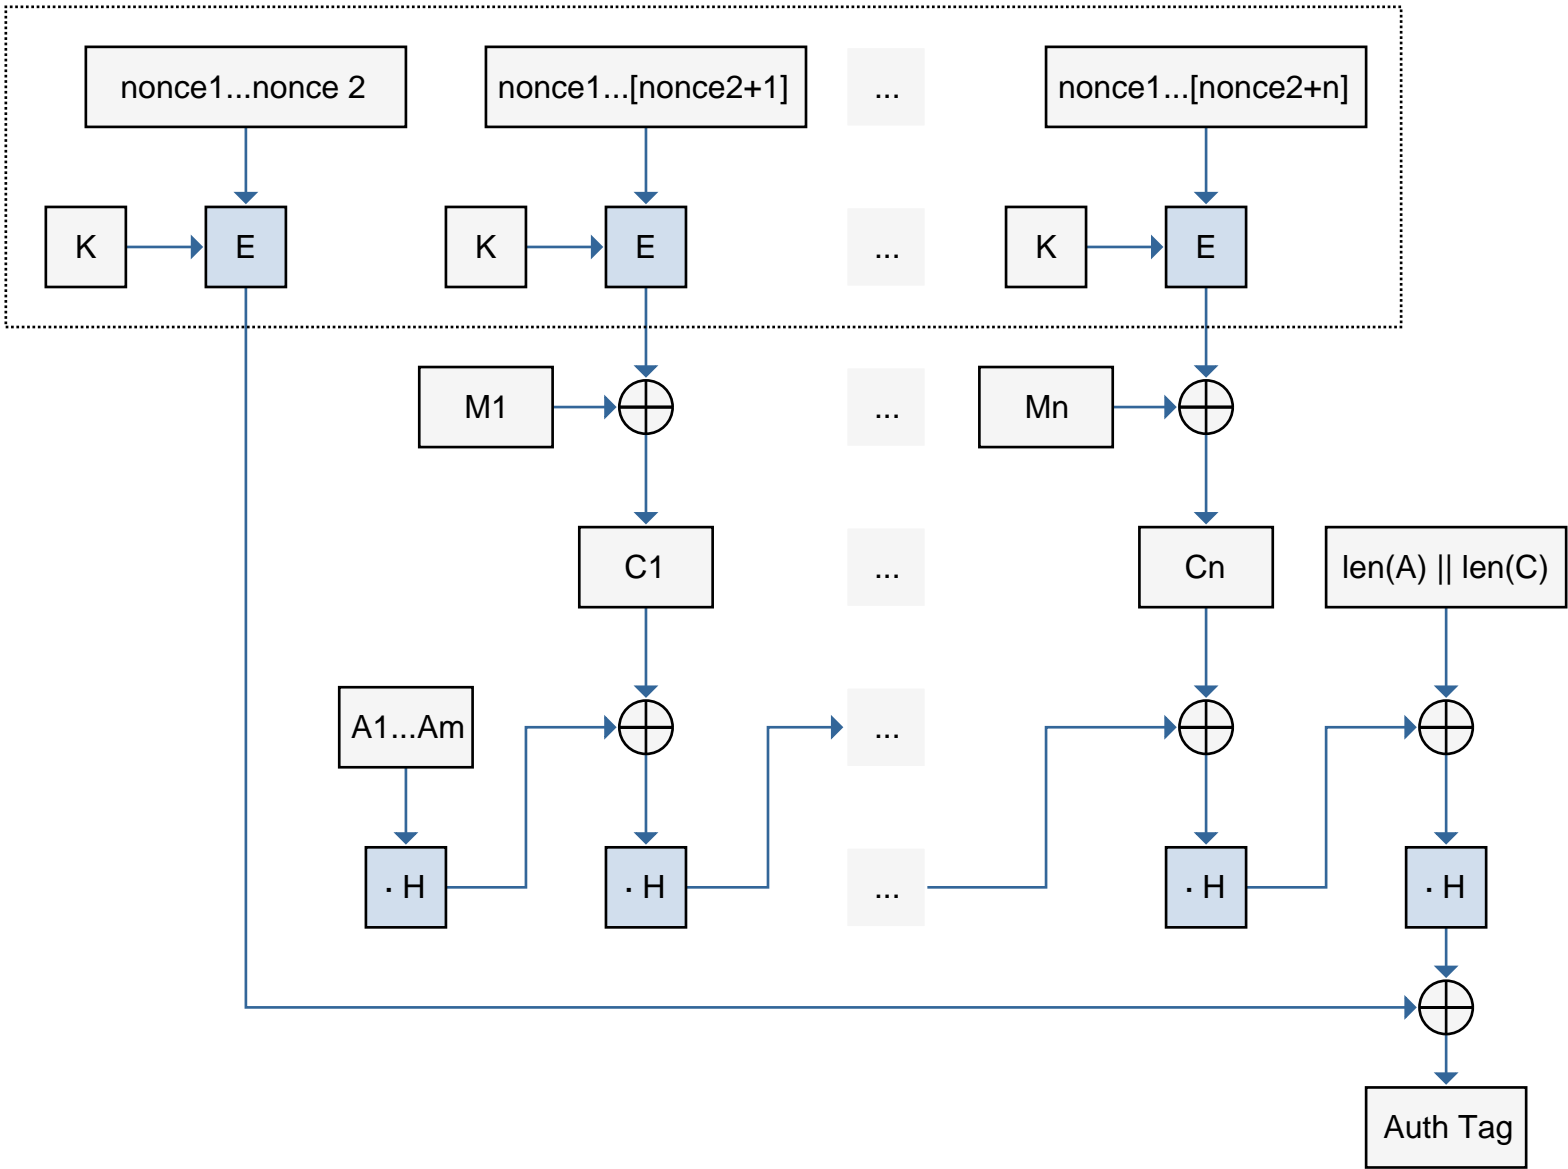 nonce1...nonce 2
nonce1...[nonce2+1]
...
nonce1...[nonce2+n]
K
E
K
E
...
K
E
M1
...
Mn
C1
...
Cn
len(A) || len(C)
A1...Am
...
· H
· H
...
· H
· H
Auth Tag